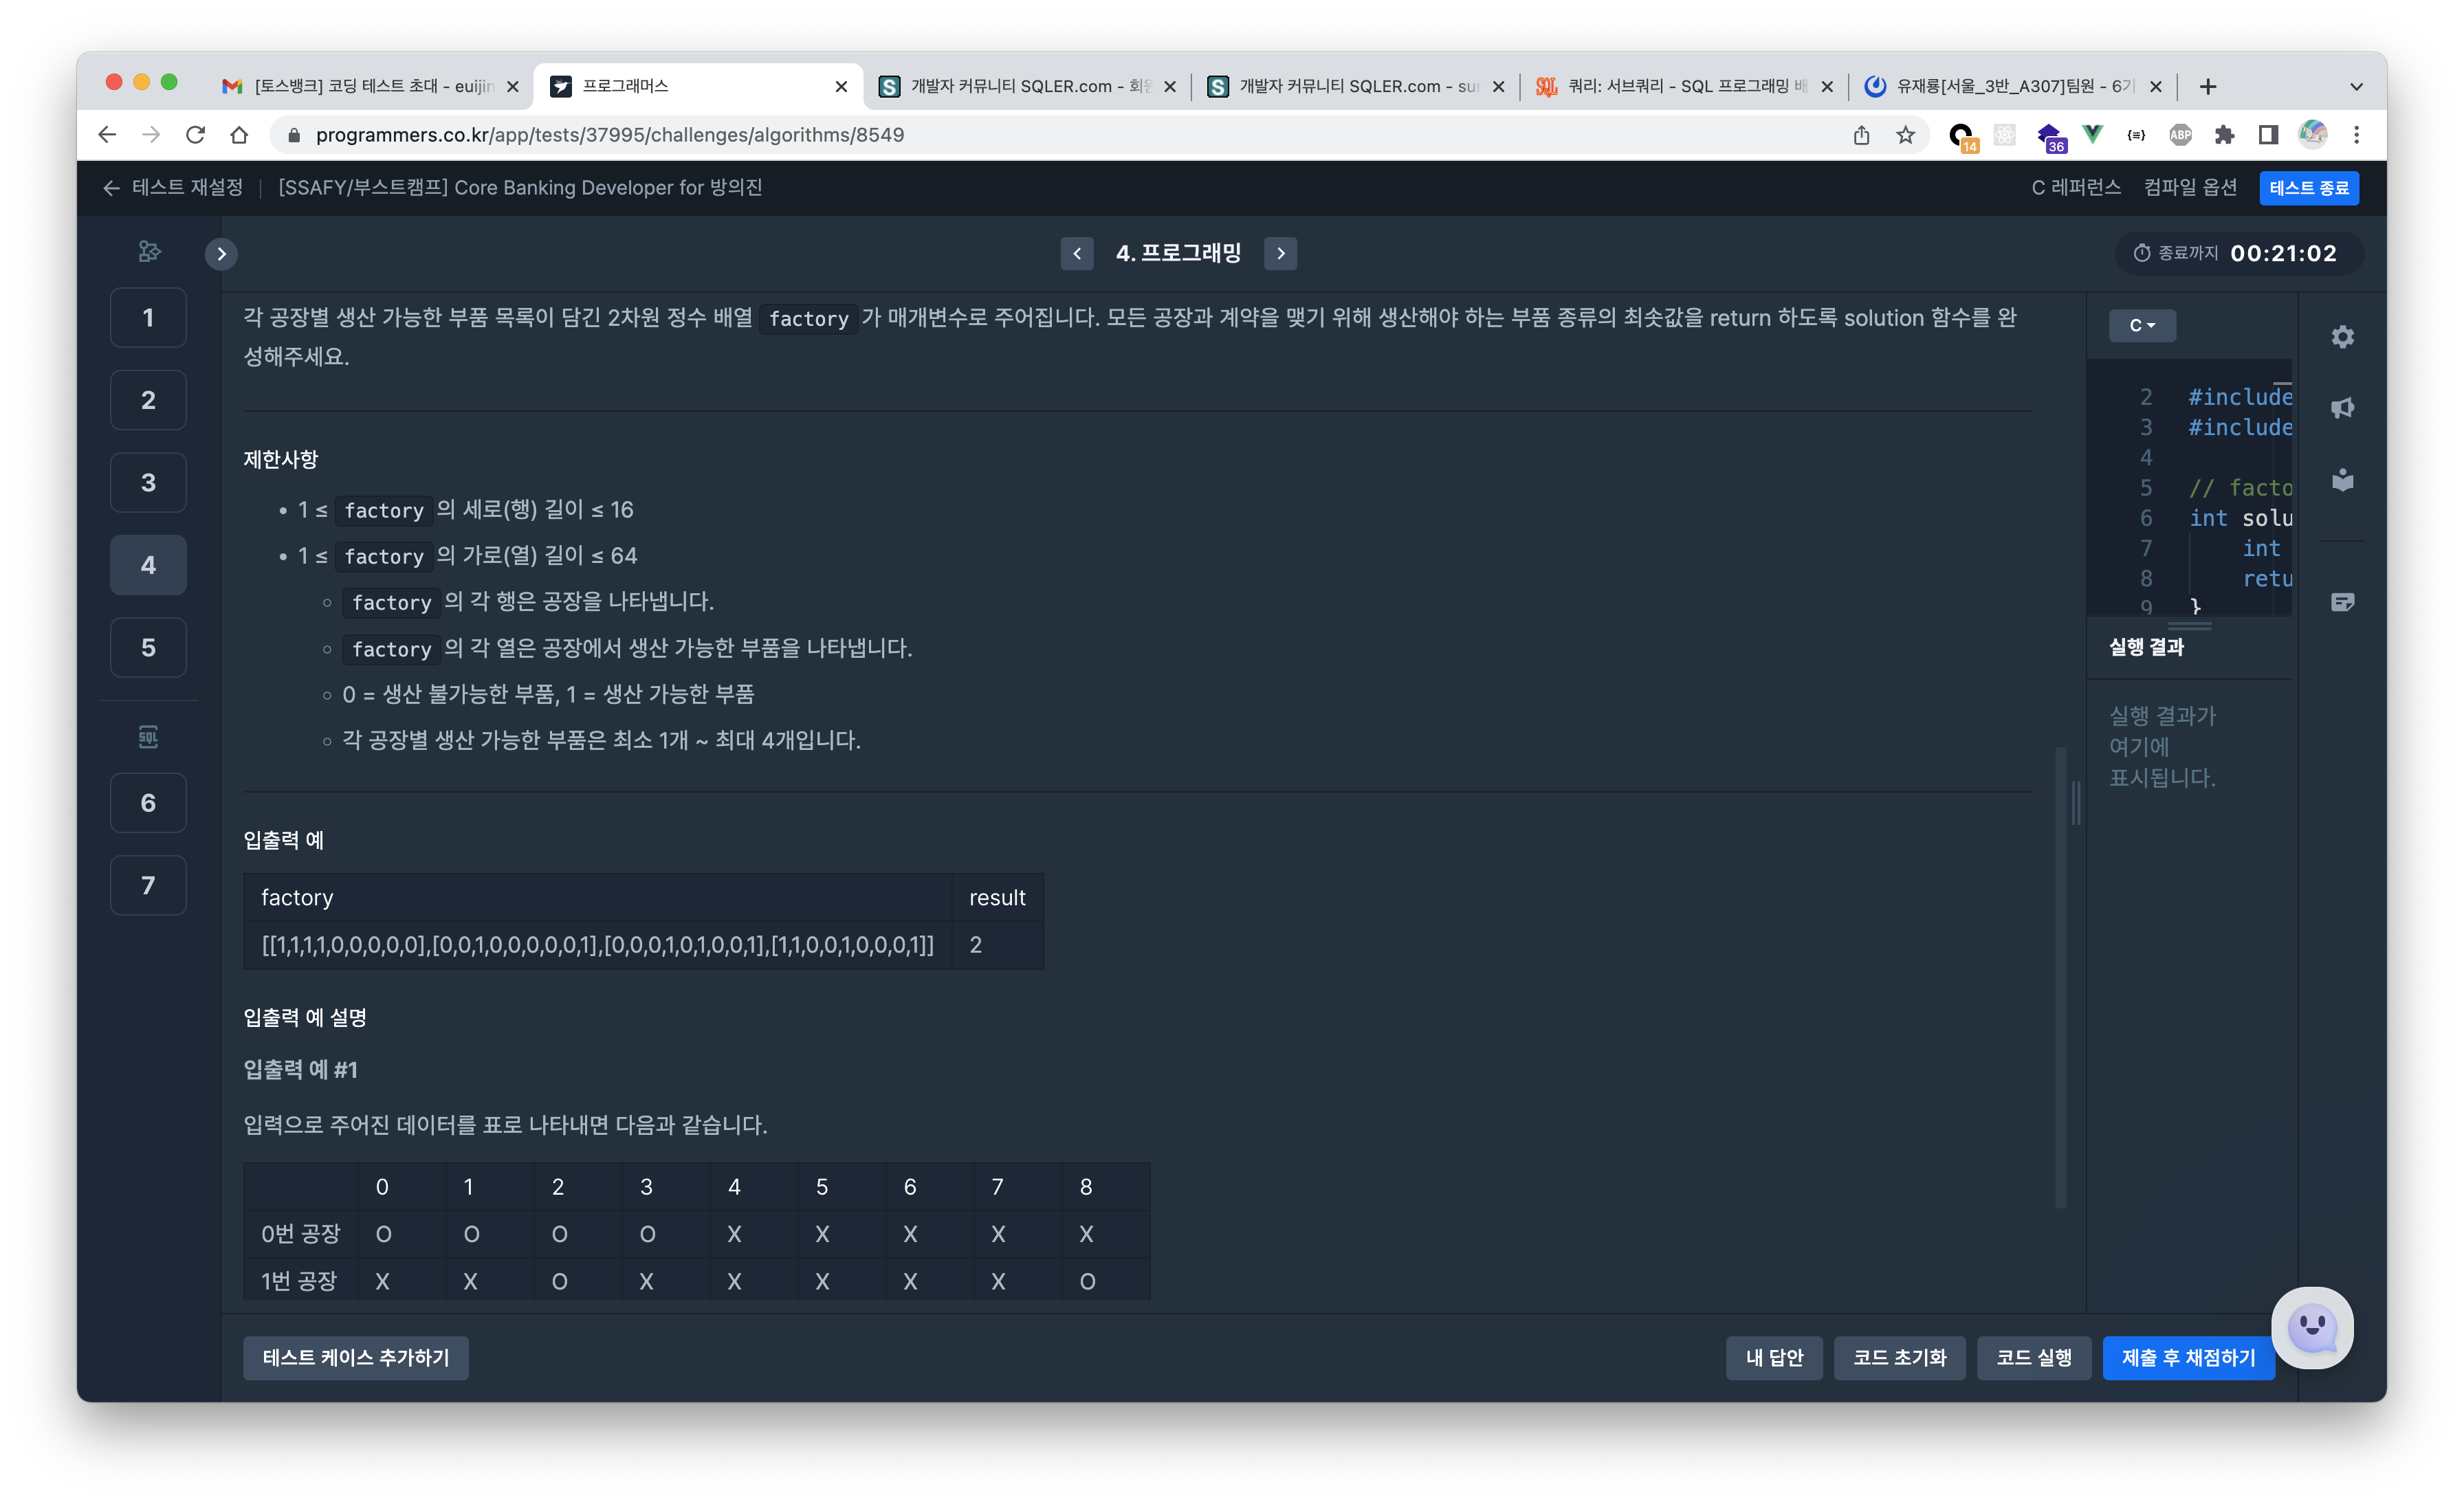 [토스뱅크] 코딩 테스트 초대 - euijin
프로그래머스
개발자 커뮤니티 SQLER.com - 회원
개발자 커뮤니티 SQLER.com - sur
쿼리: 서브쿼리 - SQL 프로그래밍 배
유재룡[서울_3반_A307]팀원 - 6기
programmers.co.kr/app/tests/37995/challenges/algorithms/8549
14
36
ABP
테스트 재설정
[SSAFY/부스트캠프] Core Banking Developer for 방의진
C 레퍼런스
컴파일 옵션
테스트 종료
4. 프로그래밍
종료까지 00:21:02
1
2
3
4
5
SQL
6
7
각 공장별 생산 가능한 부품 목록이 담긴 2차원 정수 배열 factory 가 매개변수로 주어집니다. 모든 공장과 계약을 맺기 위해 생산해야 하는 부품 종류의 최솟값을 return 하도록 solution 함수를 완
성해주세요.
제한사항
• 1 ≤ factory 의 세로(행) 길이 ≤ 16
• 1 ≤ factory 의 가로(열) 길이 ≤ 64
◦ factory 의 각 행은 공장을 나타냅니다.
◦ factory 의 각 열은 공장에서 생산 가능한 부품을 나타냅니다.
◦ 0 = 생산 불가능한 부품, 1 = 생산 가능한 부품
◦ 각 공장별 생산 가능한 부품은 최소 1개 ~ 최대 4개입니다.
입출력 예
factory result
[[1,1,1,1,0,0,0,0,0],[0,0,1,0,0,0,0,0,1],[0,0,0,1,0,1,0,0,1],[1,1,0,0,1,0,0,0,1]] 2
입출력 예 설명
입출력 예 #1
입력으로 주어진 데이터를 표로 나타내면 다음과 같습니다.
0 1 2 3 4 5 6 7 8
0번 공장 O O O O X X X X X
1번 공장 X X O X X X X X O
C
2 #include
3 #include
4
5 // facto
6 int solu
7 int
8 retu
9 }
실행 결과
실행 결과가
여기에
표시됩니다.
테스트 케이스 추가하기
내 답안
코드 초기화
코드 실행
제출 후 채점하기